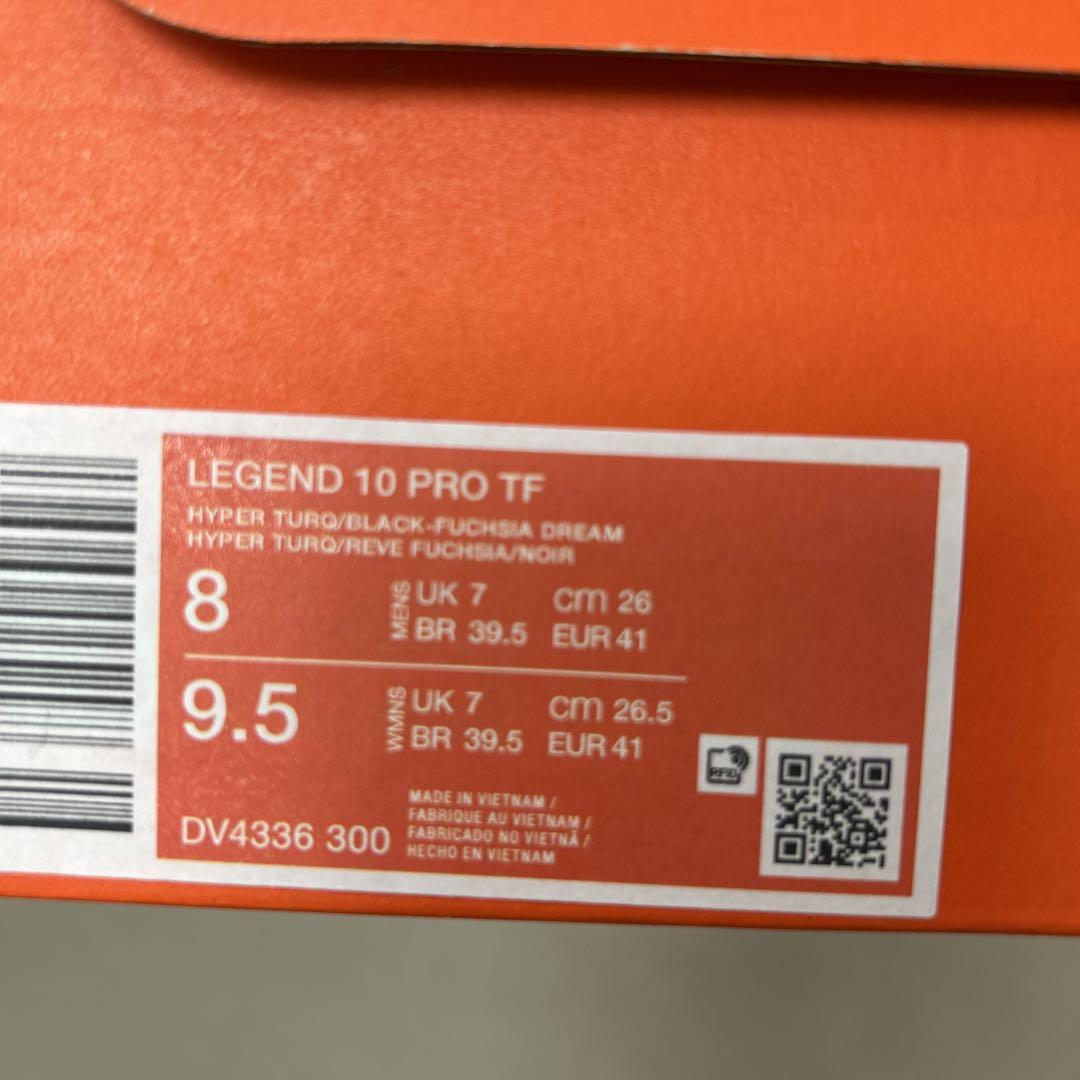 LEGEND 10 PRO TF
HYPER TURQ/BLACK-FUCHSIA DREAM
HYPER TURQ/REVE FUCHSIA/NOIR
8 MENS UK 7 cm 26
BR 39.5 EUR 41
9.5 WMNS UK 7 cm 26.5
BR 39.5 EUR 41
RFID
DV4336 300
MADE IN VIETNAM /
FABRIQUE AU VIETNAM /
FABRICADO NO VIETNÃ /
HECHO EN VIETNAM